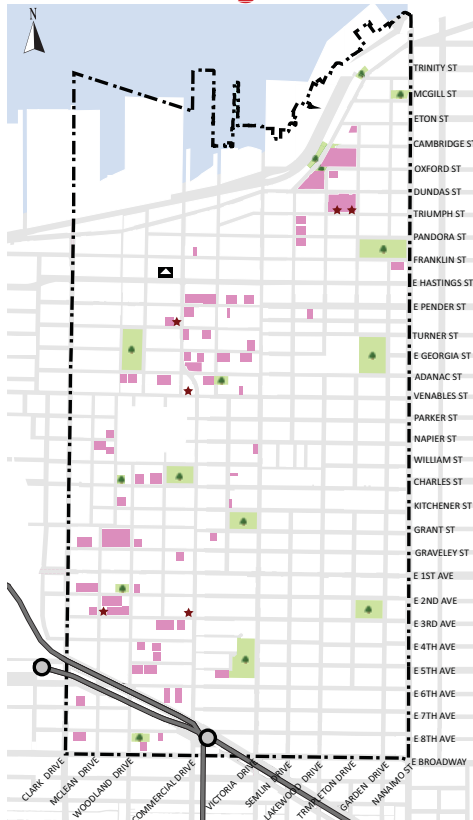 N
TRINITY ST
MCGILL ST
ETON ST
CAMBRIDGE ST
OXFORD ST
DUNDAS ST
TRIUMPH ST
PANDORA ST
FRANKLIN ST
E HASTINGS ST
E PENDER ST
TURNER ST
E GEORGIA ST
ADANAC ST
VENABLES ST
PARKER ST
NAPIER ST
WILLIAM ST
CHARLES ST
KITCHENER ST
GRANT ST
GRAVELEY ST
E 1ST AVE
E 2ND AVE
E 3RD AVE
E 4TH AVE
E 5TH AVE
E 6TH AVE
E 7TH AVE
E 8TH AVE
E BROADWAY
CLARK DRIVE
MCLEAN DRIVE
WOODLAND DRIVE
COMMERCIAL DRIVE
VICTORIA DRIVE
SEMLIN DRIVE
LAKEWOOD DRIVE
TEMPLETON DRIVE
GARDEN DRIVE
NANAIMO ST